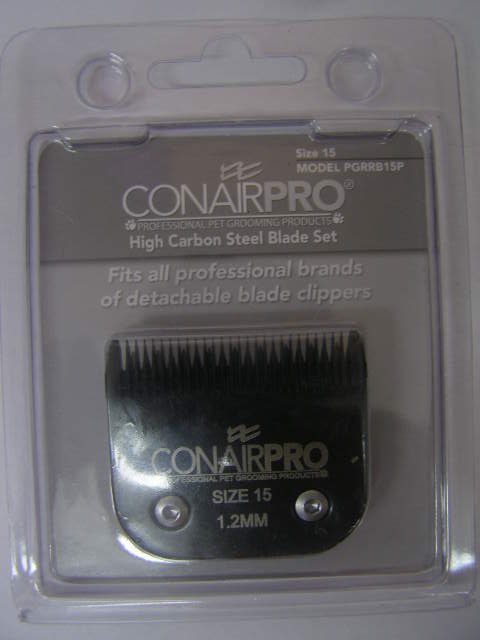 Size 15
MODEL PGRRB15P
CONAIRPRO®
PROFESSIONAL PET GROOMING PRODUCTS
High Carbon Steel Blade Set
Fits all professional brands
of detachable blade clippers
CONAIRPRO
PROFESSIONAL PET GROOMING PRODUCTS
SIZE 15
1.2MM